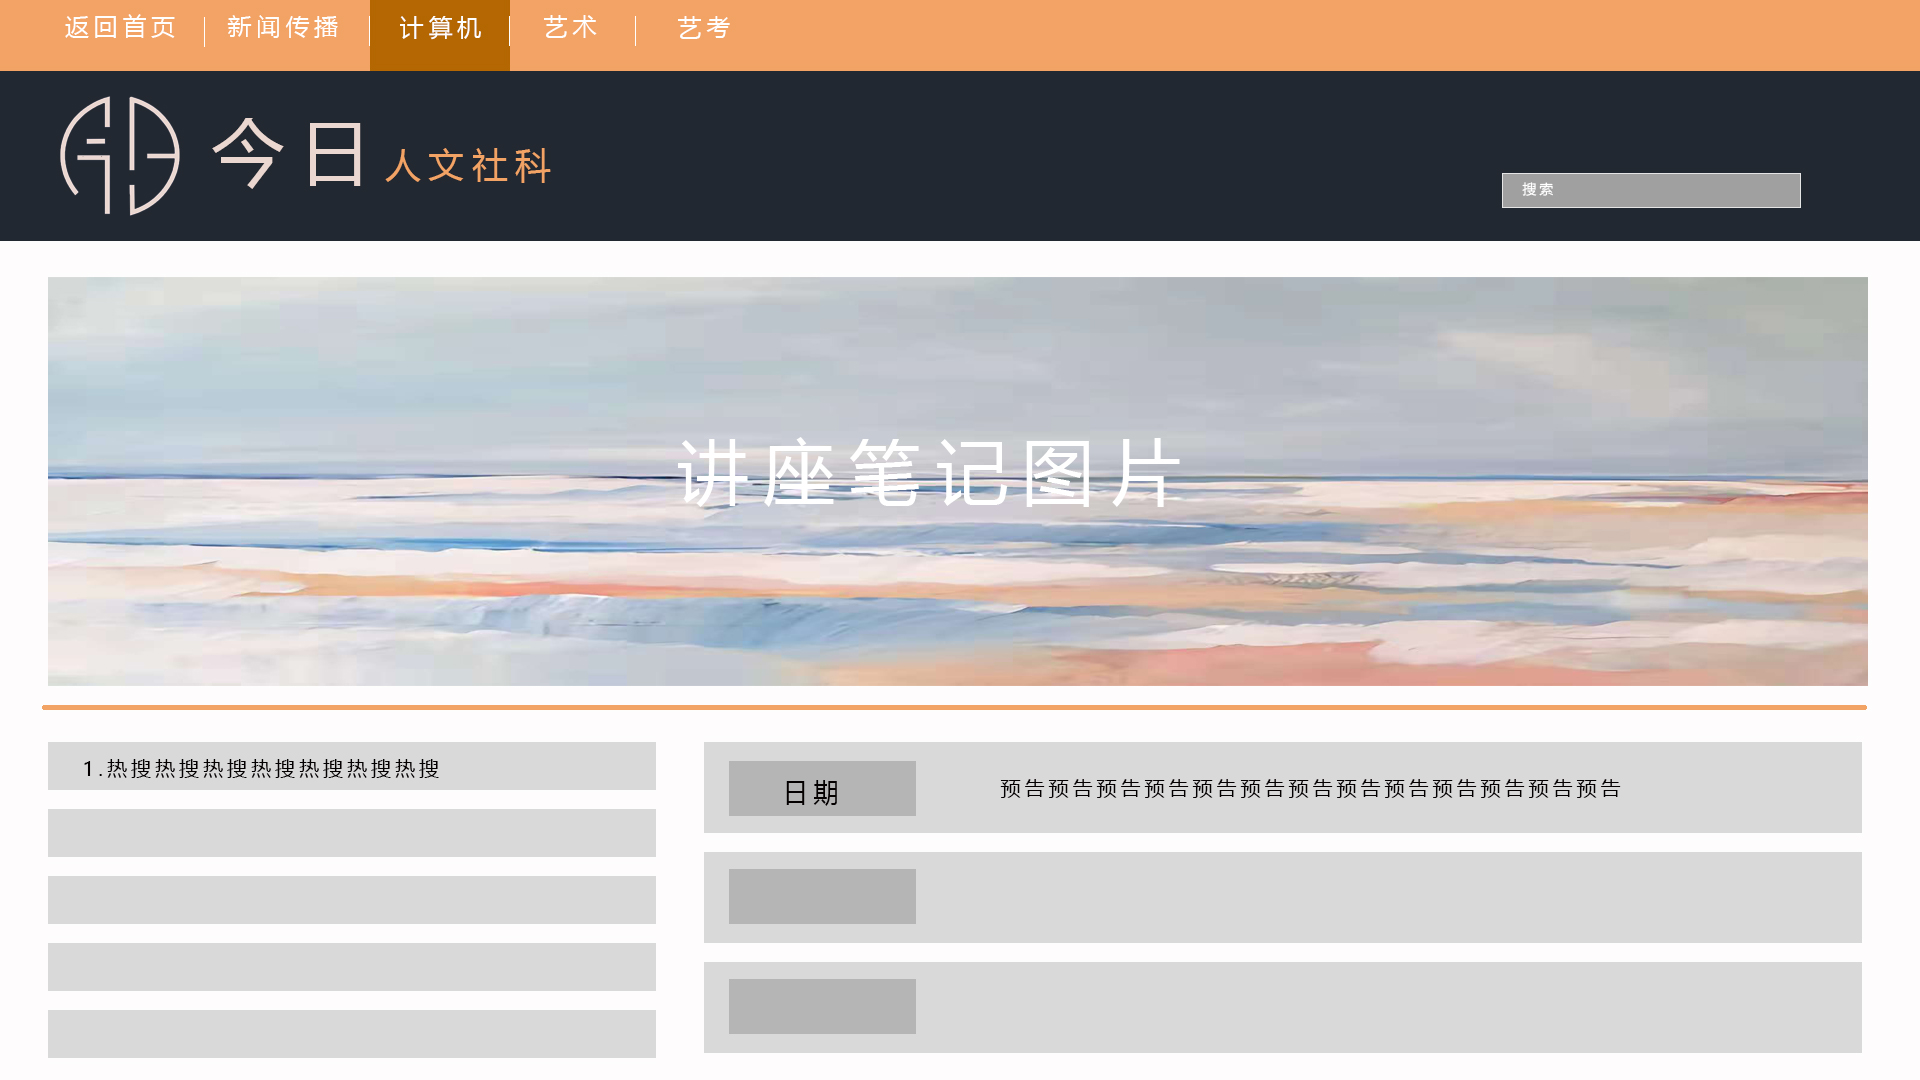 返回首页 新闻传播 计算机 艺术 艺考
今日人文社科
搜索
讲座笔记图片
1.热搜热搜热搜热搜热搜热搜热搜
日期
预告预告预告预告预告预告预告预告预告预告预告预告预告